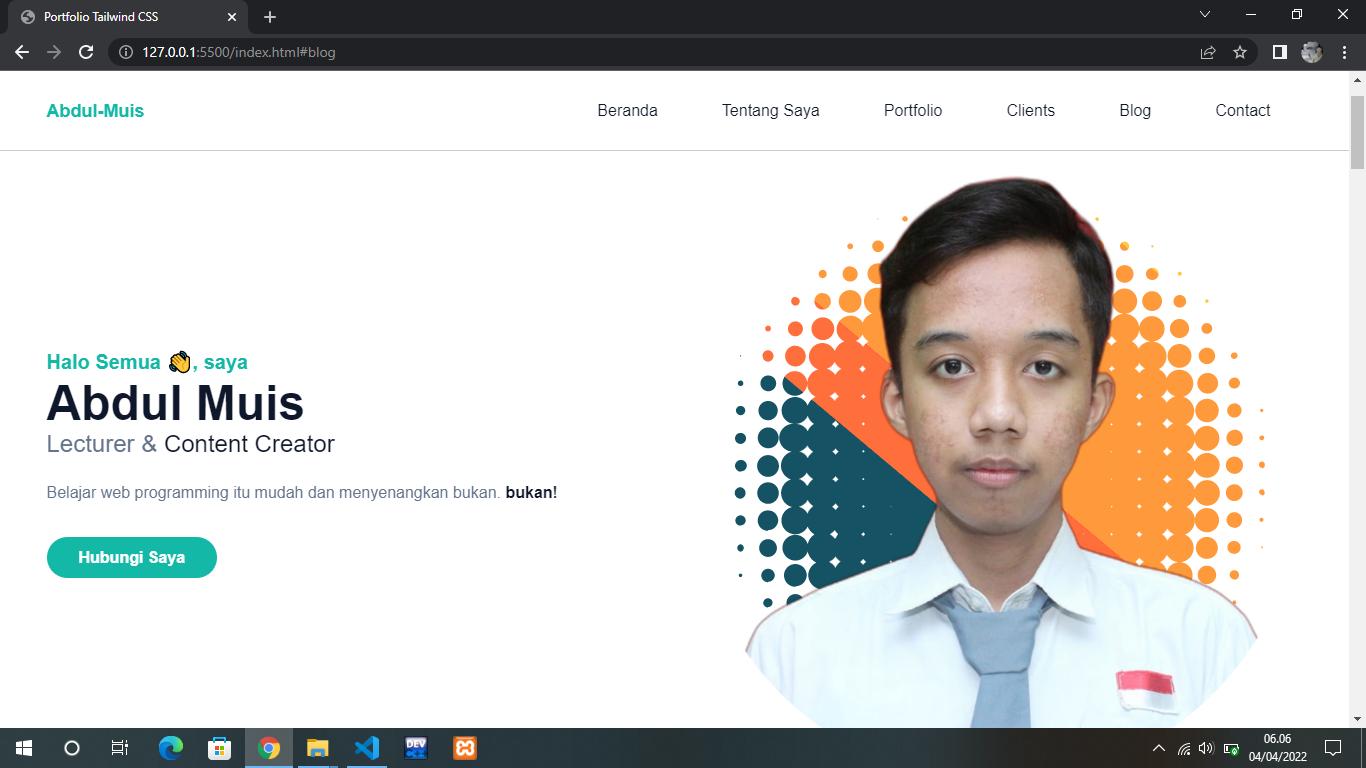 Portfolio Tailwind CSS
127.0.0.1:5500/index.html#blog
Abdul-Muis
Beranda
Tentang Saya
Portfolio
Clients
Blog
Contact
Halo Semua 👋, saya
Abdul Muis
Lecturer & Content Creator
Belajar web programming itu mudah dan menyenangkan bukan. bukan!
Hubungi Saya
DEV
06.06
04/04/2022